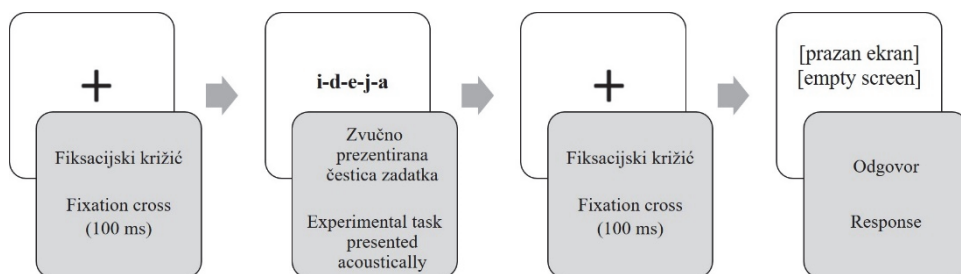 +
Fiksacijski križić
Fixation cross
(100 ms)
i-d-e-j-a
Zvučno
prezentirana
čestica zadatka
Experimental task
presented
acoustically
+
Fiksacijski križić
Fixation cross
(100 ms)
[prazan ekran]
[empty screen]
Odgovor
Response